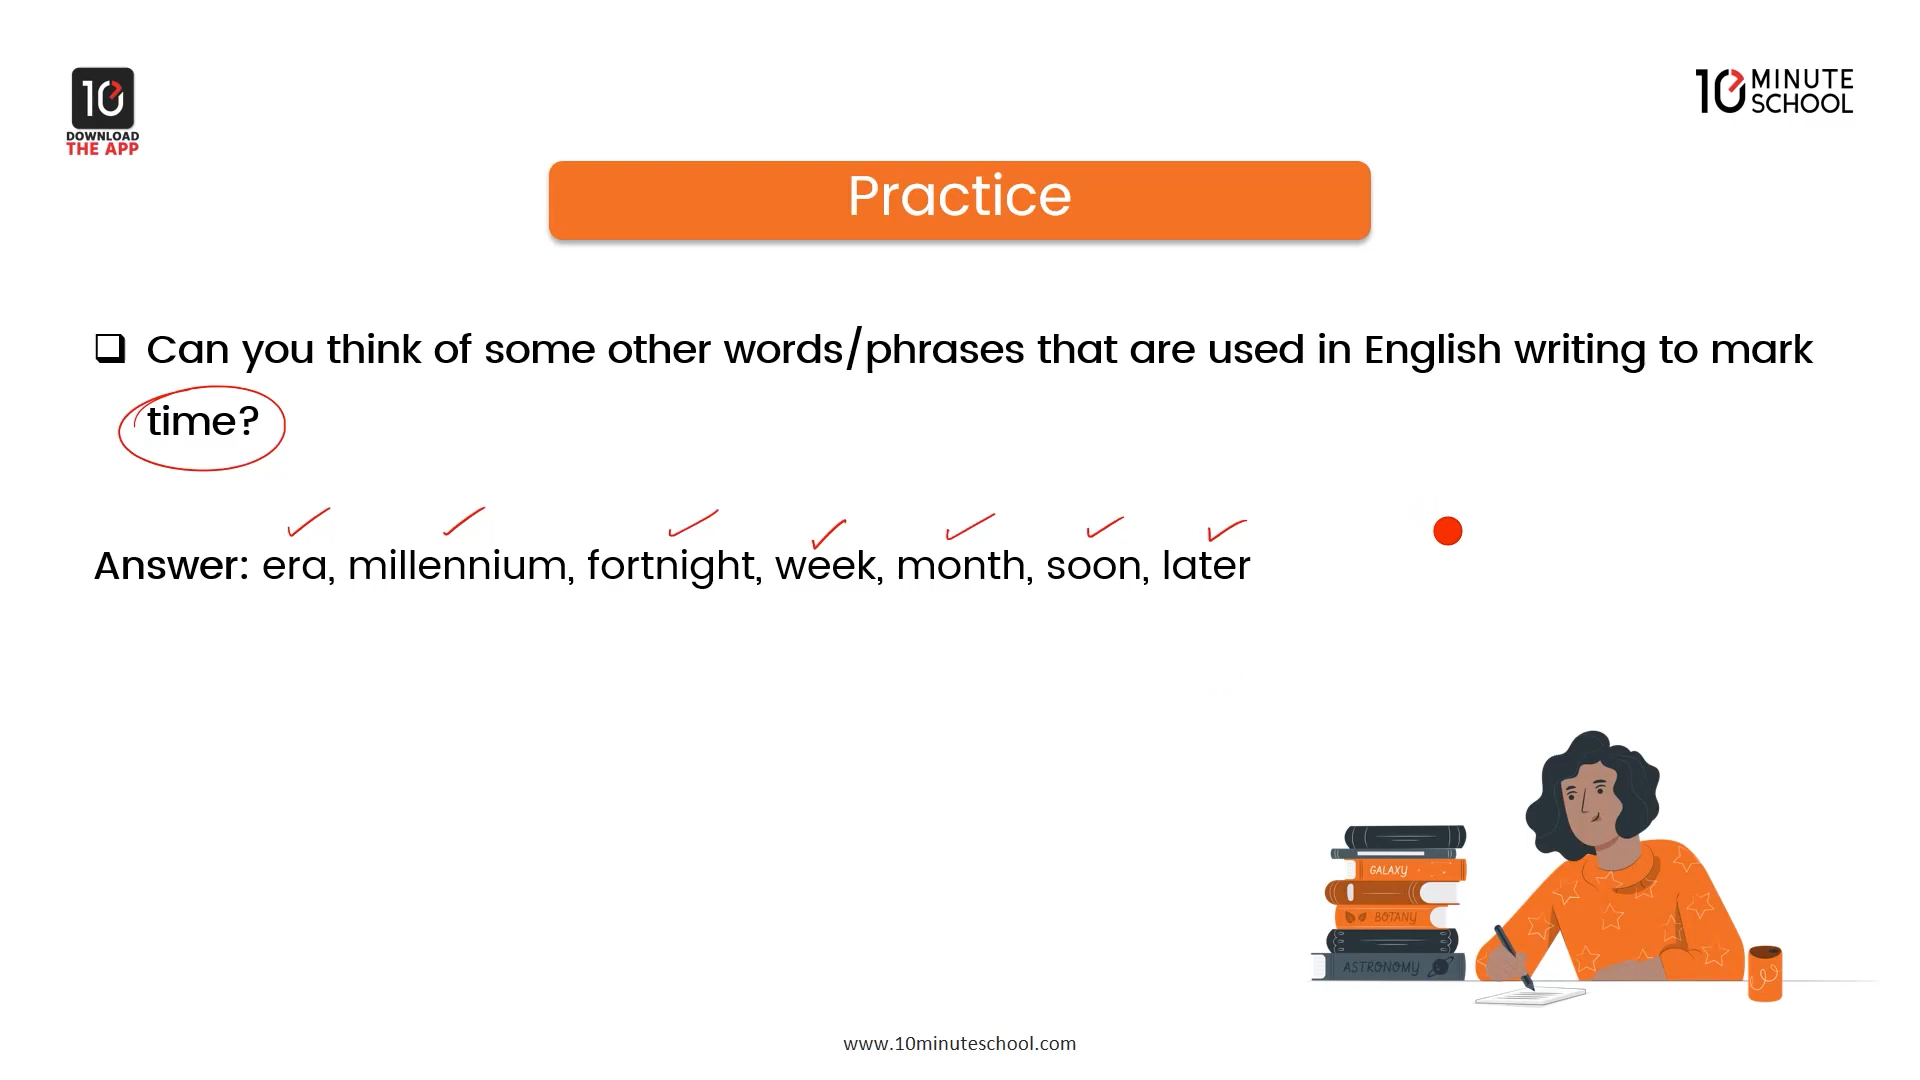 10
DOWNLOAD
THE APP
10 MINUTE
SCHOOL
Practice
Can you think of some other words/phrases that are used in English writing to mark
time?
Answer: era, millennium, fortnight, week, month, soon, later
GALAXY
BOTANY
ASTRONOMY
www.10minuteschool.com